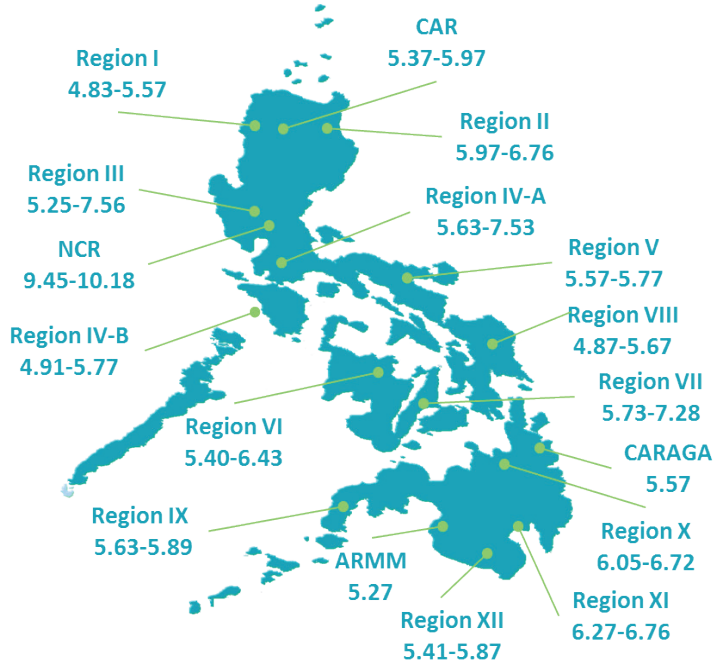 CAR
5.37-5.97
Region I
4.83-5.57
Region II
5.97-6.76
Region III
5.25-7.56
Region IV-A
5.63-7.53
NCR
9.45-10.18
Region V
5.57-5.77
Region VIII
4.87-5.67
Region IV-B
4.91-5.77
Region VII
5.73-7.28
Region VI
5.40-6.43
CARAGA
5.57
Region IX
5.63-5.89
Region X
6.05-6.72
ARMM
5.27
Region XI
6.27-6.76
Region XII
5.41-5.87